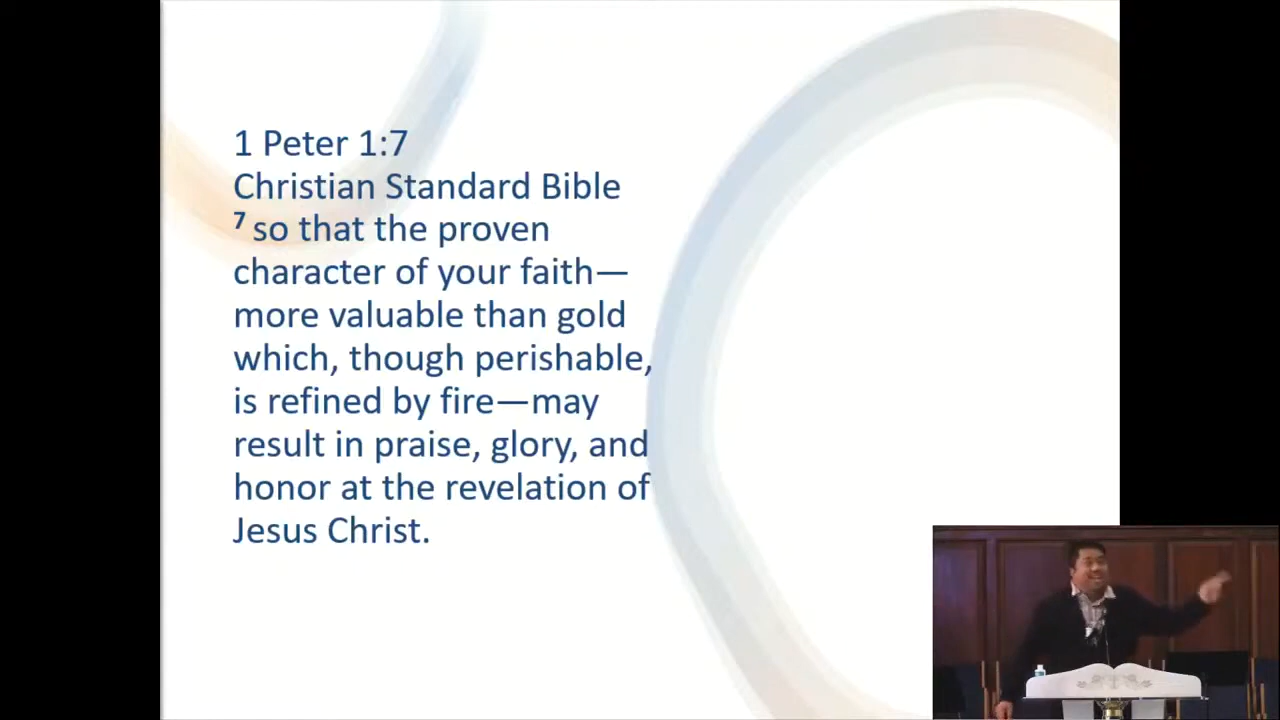 1 Peter 1:7
Christian Standard Bible
⁷ so that the proven
character of your faith—
more valuable than gold
which, though perishable,
is refined by fire—may
result in praise, glory, and
honor at the revelation of
Jesus Christ.